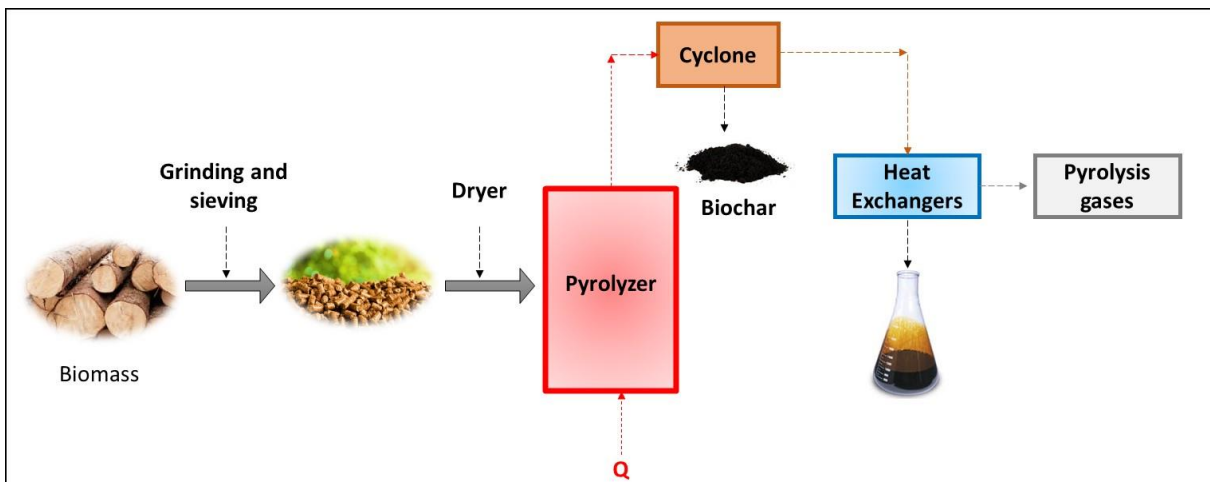 Cyclone
Grinding and
sieving
Dryer
Biochar
Heat
Exchangers
Pyrolysis
gases
Pyrolyzer
Biomass
Q